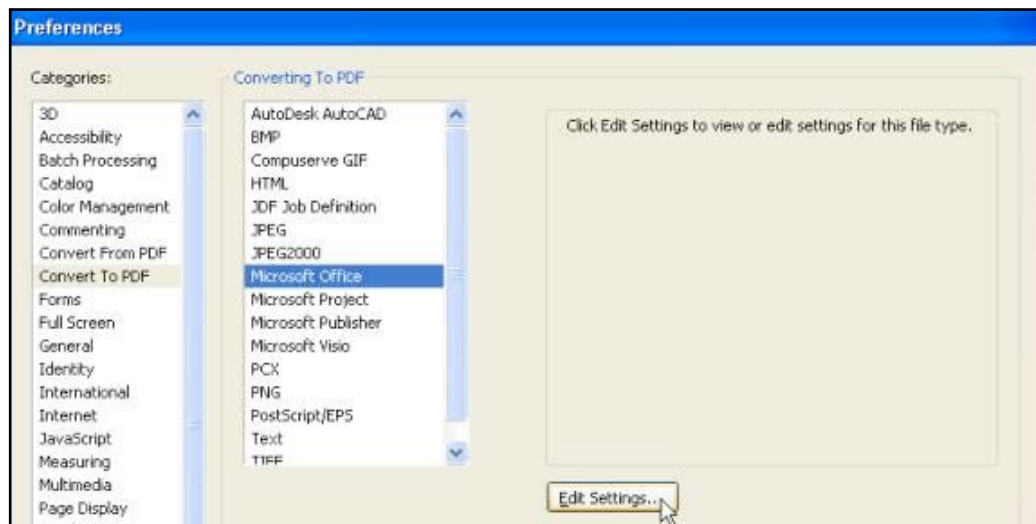 Preferences
Categories:
3D
Accessibility
Batch Processing
Catalog
Color Management
Commenting
Convert From PDF
Convert To PDF
Forms
Full Screen
General
Identity
International
Internet
JavaScript
Measuring
Multimedia
Page Display
Converting To PDF
AutoDesk AutoCAD
BMP
Compuserve GIF
HTML
JDF Job Definition
JPEG
JPEG2000
Microsoft Office
Microsoft Project
Microsoft Publisher
Microsoft Visio
PCX
PNG
PostScript/EPS
Text
TIFF
Click Edit Settings to view or edit settings for this file type.
Edit Settings...